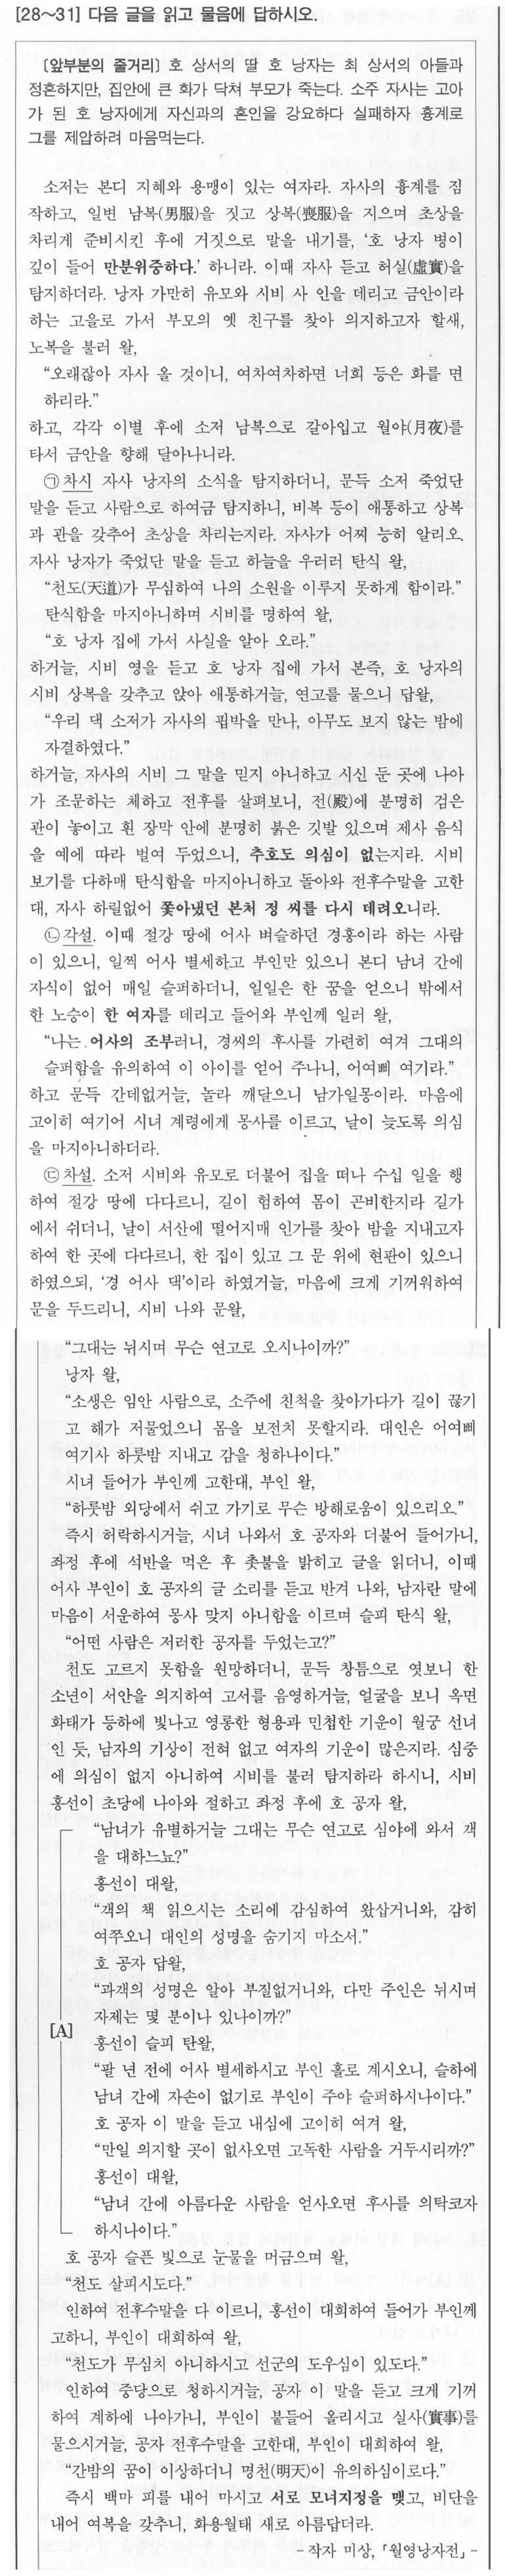 [28~31] 다음 글을 읽고 물음에 답하시오.
〔앞부분의 줄거리〕 호 상서의 딸 호 낭자는 최 상서의 아들과
정혼하지만, 집안에 큰 화가 닥쳐 부모가 죽는다. 소주 자사는 고아
가 된 호 낭자에게 자신과의 혼인을 강요하다 실패하자 흉계로
그를 제압하려 마음먹는다.
소저는 본디 지혜와 용맹이 있는 여자라. 자사의 흉계를 짐
작하고, 일변 남복(男服)을 짓고 상복(喪服)을 지으며 초상을
차리게 준비시킨 후에 거짓으로 말을 내기를, ‘호 낭자 병이
깊이 들어 만분위중하다.’ 하니라. 이때 자사 듣고 허실(虛實)을
탐지하더라. 낭자 가만히 유모와 시비 사 인을 데리고 금안이라
하는 고을로 가서 부모의 옛 친구를 찾아 의지하고자 할새,
노복을 불러 왈,
“오래잖아 자사 올 것이니, 여차여차하면 너희 등은 화를 면
하리라.”
하고, 각각 이별 후에 소저 남복으로 갈아입고 월야(月夜)를
타서 금안을 향해 달아나니라.
㉠차시 자사 낭자의 소식을 탐지하더니, 문득 소저 죽었단
말을 듣고 사람으로 하여금 탐지하니, 비복 등이 애통하고 상복
과 관을 갖추어 초상을 차리는지라. 자사가 어찌 능히 알리오.
자사 낭자가 죽었단 말을 듣고 하늘을 우러러 탄식 왈,
“천도(天道)가 무심하여 나의 소원을 이루지 못하게 함이라.”
탄식함을 마지아니하며 시비를 명하여 왈,
“호 낭자 집에 가서 사실을 알아 오라.”
하거늘, 시비 영을 듣고 호 낭자 집에 가서 본즉, 호 낭자의
시비 상복을 갖추고 앉아 애통하거늘, 연고를 물으니 답왈,
“우리 댁 소저가 자사의 핍박을 만나, 아무도 보지 않는 밤에
자결하였다.”
하거늘, 자사의 시비 그 말을 믿지 아니하고 시신 둔 곳에 나아
가 조문하는 체하고 전후를 살펴보니, 전(殿)에 분명히 검은
관이 놓이고 흰 장막 안에 분명히 붉은 깃발 있으며 제사 음식
을 예에 따라 벌여 두었으니, 추호도 의심이 없는지라. 시비
보기를 다하매 탄식함을 마지아니하고 돌아와 전후수말을 고한
대, 자사 하릴없어 쫓아냈던 본처 정 씨를 다시 데려오니라.
㉡각설. 이때 절강 땅에 어사 벼슬하던 경홍이라 하는 사람
이 있으니, 일찍 어사 별세하고 부인만 있으니 본디 남녀 간에
자식이 없어 매일 슬퍼하더니, 일일은 한 꿈을 얻으니 밖에서
한 노승이 한 여자를 데리고 들어와 부인께 일러 왈,
“나는 어사의 조부러니, 경씨의 후사를 가련히 여겨 그대의
슬퍼함을 유의하여 이 아이를 얻어 주나니, 어여삐 여기라.”
하고 문득 간데없거늘, 놀라 깨달으니 남가일몽이라. 마음에
고이히 여기어 시녀 계령에게 몽사를 이르고, 날이 늦도록 의심
을 마지아니하더라.
㉢차설. 소저 시비와 유모로 더불어 집을 떠나 수십 일을 행
하여 절강 땅에 다다르니, 길이 험하여 몸이 곤비한지라 길가
에서 쉬더니, 날이 서산에 떨어지매 인가를 찾아 밤을 지내고자
하여 한 곳에 다다르니, 한 집이 있고 그 문 위에 현판이 있으니
하였으되, ‘경 어사 댁’이라 하였거늘, 마음에 크게 기꺼워하여
문을 두드리니, 시비 나와 문왈,
“그대는 뉘시며 무슨 연고로 오시나이까?”
낭자 왈,
“소생은 임안 사람으로, 소주에 친척을 찾아가다가 길이 끊기
고 해가 저물었으니 몸을 보전치 못할지라. 대인은 어여삐
여기사 하룻밤 지내고 감을 청하나이다.”
시녀 들어가 부인께 고한대, 부인 왈,
“하룻밤 외당에서 쉬고 가기로 무슨 방해로움이 있으리오.”
즉시 허락하시거늘, 시녀 나와서 호 공자와 더불어 들어가니,
좌정 후에 석반을 먹은 후 촛불을 밝히고 글을 읽더니, 이때
어사 부인이 호 공자의 글 소리를 듣고 반겨 나와, 남자란 말에
마음이 서운하여 몽사 맞지 아니함을 이르며 슬피 탄식 왈,
“어떤 사람은 저러한 공자를 두었는고?”
천도 고르지 못함을 원망하더니, 문득 창틈으로 엿보니 한
소년이 서안을 의지하여 고서를 음영하거늘, 얼굴을 보니 옥면
화태가 등하에 빛나고 영롱한 형용과 민첩한 기운이 월궁 선녀
인 듯, 남자의 기상이 전혀 없고 여자의 기운이 많은지라. 심중
에 의심이 없지 아니하여 시비를 불러 탐지하라 하시니, 시비
홍선이 초당에 나아와 절하고 좌정 후에 호 공자 왈,
“남녀가 유별하거늘 그대는 무슨 연고로 심야에 와서 객
을 대하느뇨?”
홍선이 대왈,
“객의 책 읽으시는 소리에 감심하여 왔삽거니와, 감히
여쭈오니 대인의 성명을 숨기지 마소서.”
호 공자 답왈,
“과객의 성명은 알아 부질없거니와, 다만 주인은 뉘시며
자제는 몇 분이나 있나이까?”
[A]
홍선이 슬피 탄왈,
“팔 년 전에 어사 별세하시고 부인 홀로 계시오니, 슬하에
남녀 간에 자손이 없기로 부인이 주야 슬퍼하시나이다.”
호 공자 이 말을 듣고 내심에 고이히 여겨 왈,
“만일 의지할 곳이 없사오면 고독한 사람을 거두시리까?”
홍선이 대왈,
“남녀 간에 아름다운 사람을 얻사오면 후사를 의탁코자
하시나이다.”
호 공자 슬픈 빛으로 눈물을 머금으며 왈,
“천도 살피시도다.”
인하여 전후수말을 다 이르니, 홍선이 대희하여 들어가 부인께
고하니, 부인이 대희하여 왈,
“천도가 무심치 아니하시고 선군의 도우심이 있도다.”
인하여 중당으로 청하시거늘, 공자 이 말을 듣고 크게 기꺼
하여 계하에 나아가니, 부인이 붙들어 올리시고 실사(實事)를
물으시거늘, 공자 전후수말을 고한대, 부인이 대희하여 왈,
“간밤의 꿈이 이상하더니 명천(明天)이 유의하심이로다.”
즉시 백마 피를 내어 마시고 서로 모녀지정을 맺고, 비단을
내어 여복을 갖추니, 화용월태 새로 아름답더라.
- 작자 미상, 「월영낭자전」 -